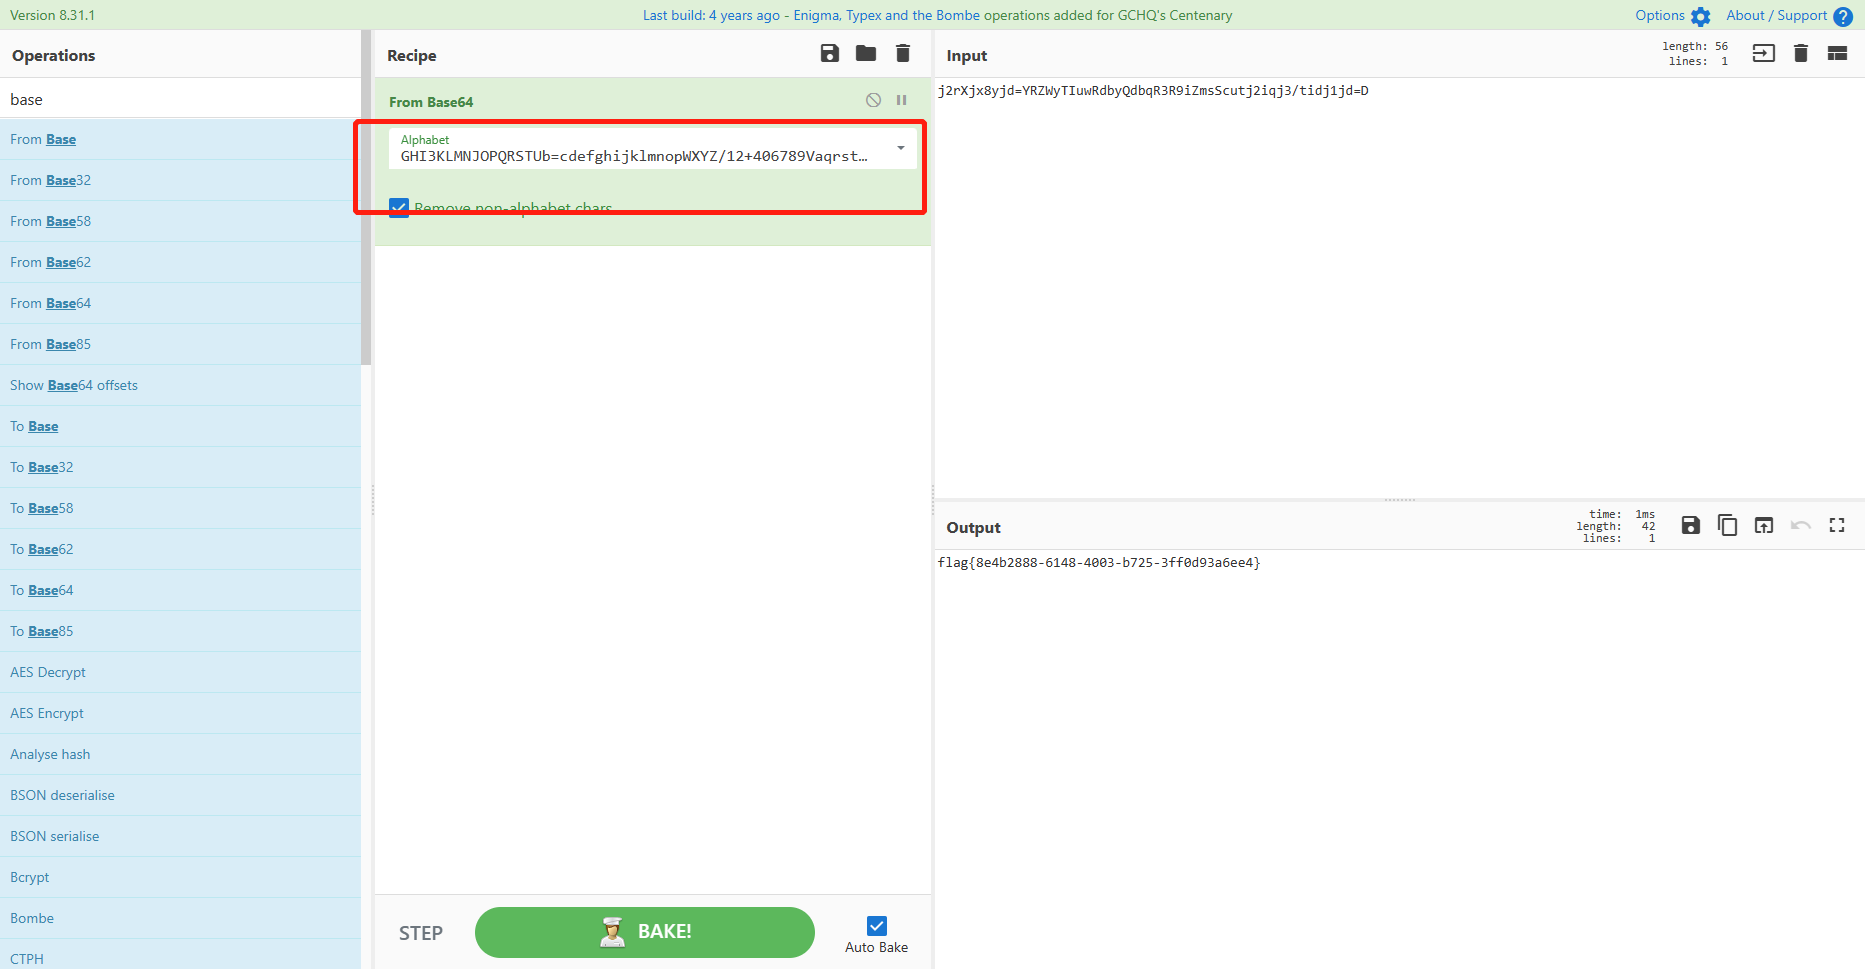 Version 8.31.1
Last build: 4 years ago - Enigma, Typex and the Bombe operations added for GCHQ's Centenary
Options
About / Support
Operations
base
From Base
From Base32
From Base58
From Base62
From Base64
From Base85
Show Base64 offsets
To Base
To Base32
To Base58
To Base62
To Base64
To Base85
AES Decrypt
AES Encrypt
Analyse hash
BSON deserialise
BSON serialise
Bcrypt
Bombe
CTPH
Recipe
From Base64
Alphabet
GHI3KLMNJOPQRSTUb=cdefghijklmnopWXYZ/12+406789Vaqrst…
Remove non-alphabet chars
STEP
BAKE!
Auto Bake
Input
length: 56
lines: 1
j2rXjx8yjd=YRZWyTIuwRdbyQdbqR3R9iZmsScutj2iqj3/tidj1jd=D
Output
time: 1ms
length: 42
lines: 1
flag{8e4b2888-6148-4003-b725-3ff0d93a6ee4}